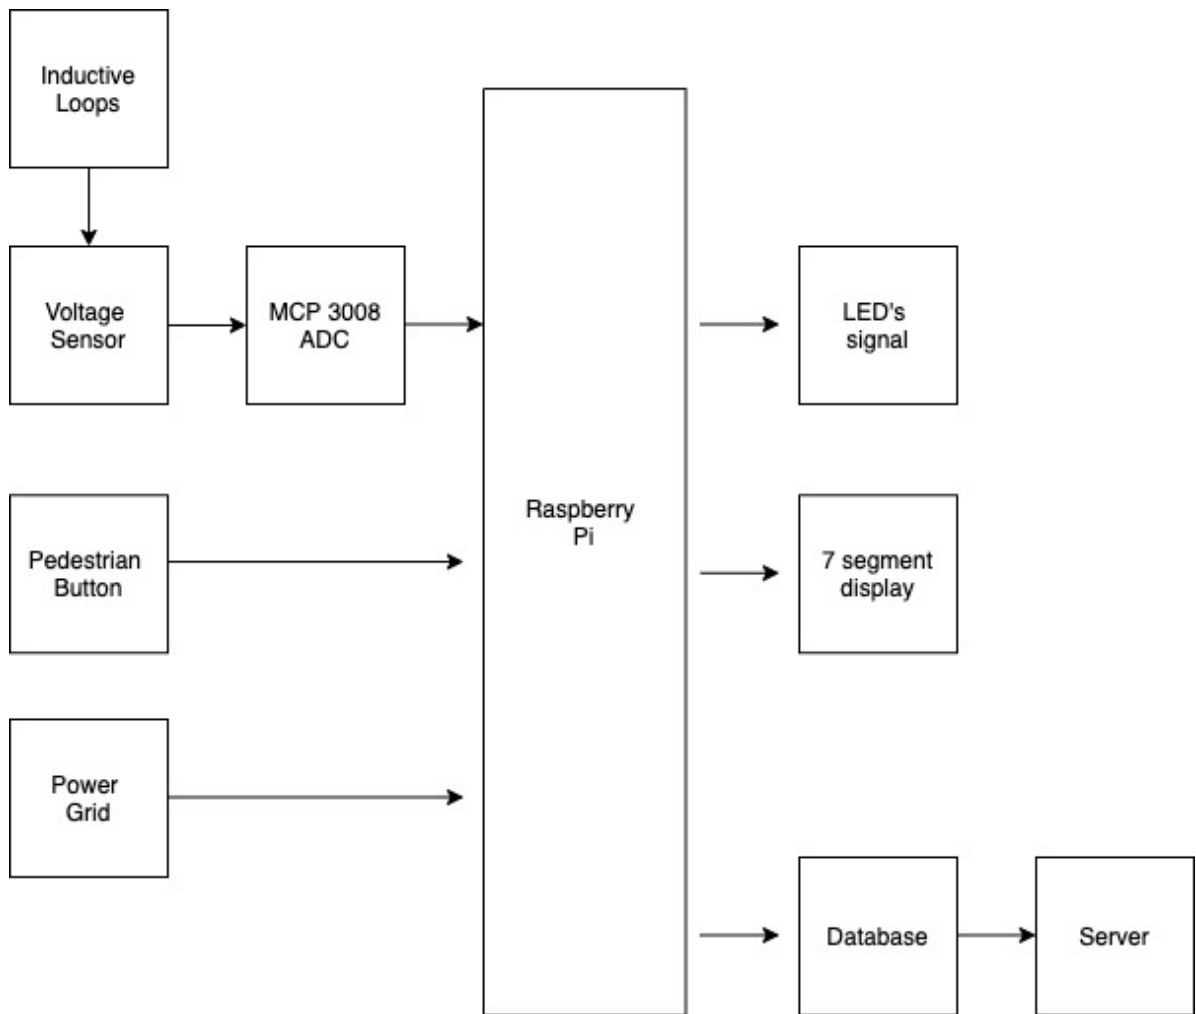 Inductive
Loops
Voltage
Sensor
MCP 3008
ADC
LED's
signal
Raspberry
Pi
Pedestrian
Button
7 segment
display
Power
Grid
Database
Server